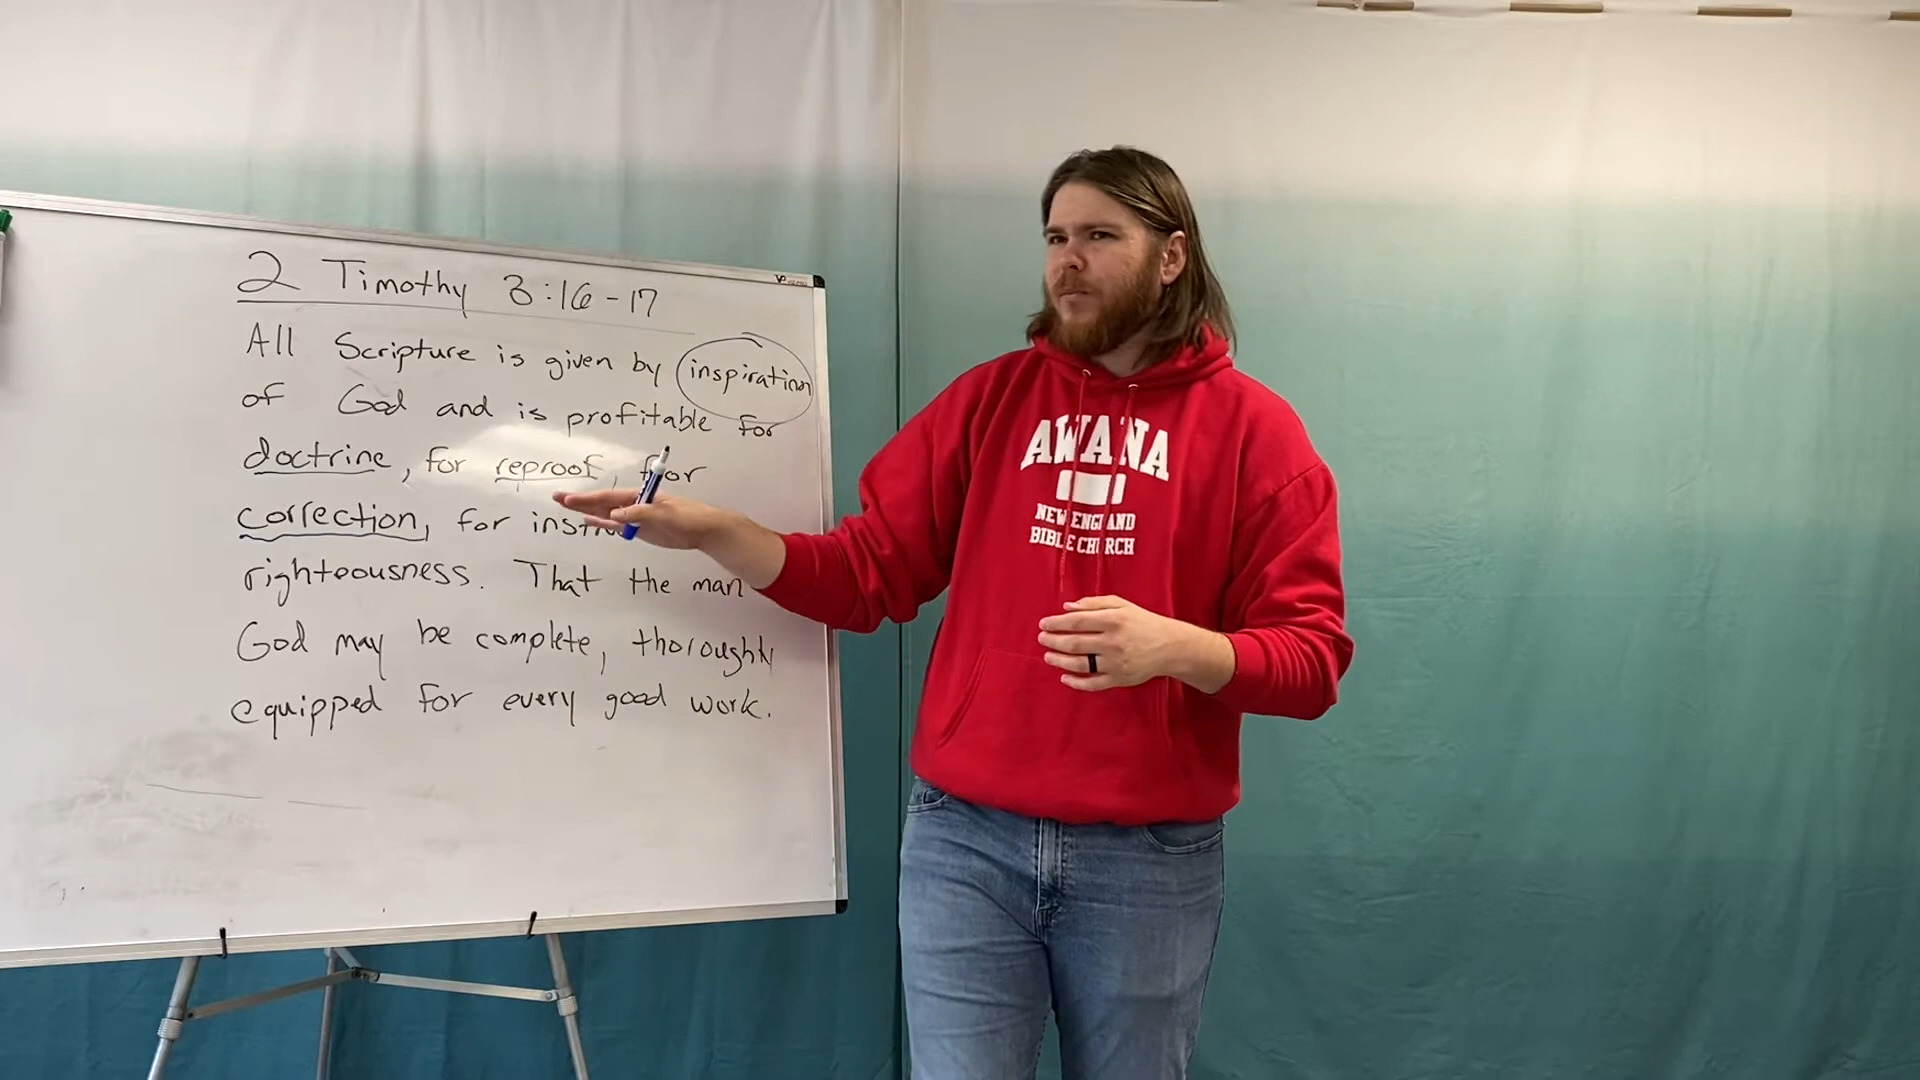 2 Timothy 3:16-17
All Scripture is given by inspiration
of God and is profitable for
doctrine, for reproof, for
correction, for
righteousness. That the man
God may be complete, thoroughly
equipped for every good work.
AWANA
NEW ENGLAND
BIBLE CHURCH